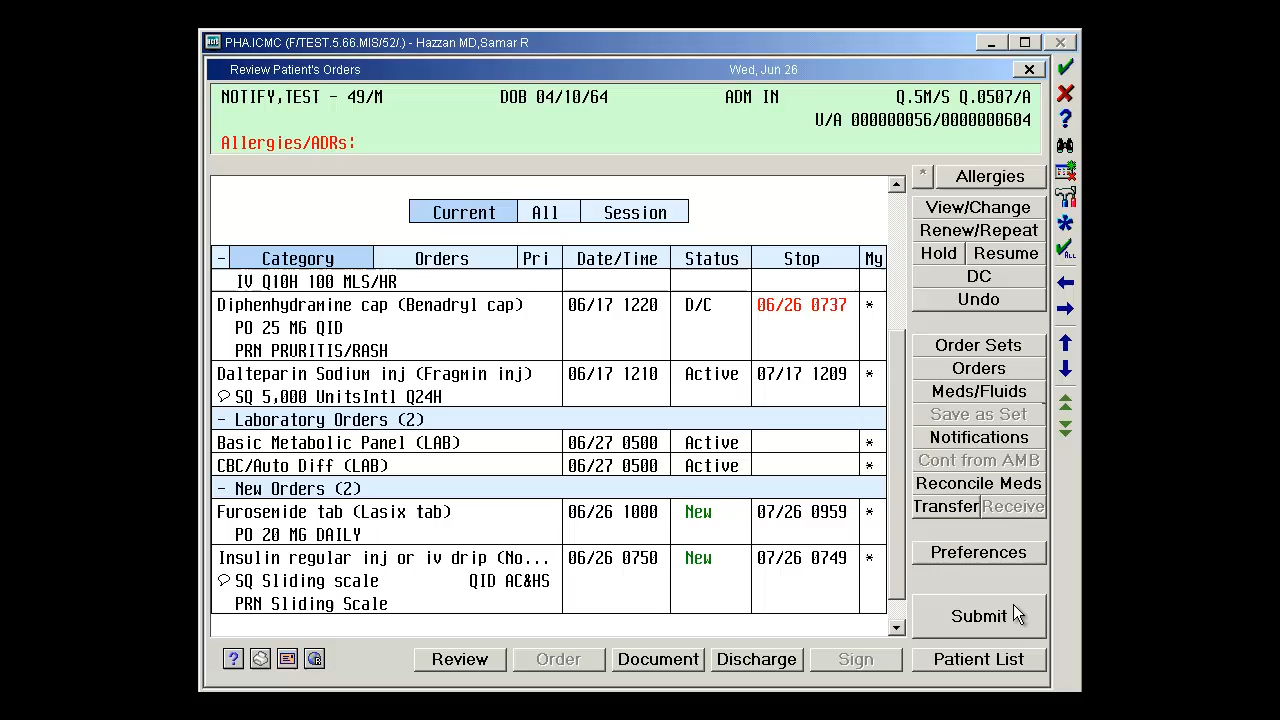 PHA.ICMC (F/TEST.5.66.MIS/52/.) - Hazzan MD,Samar R
Review Patient's Orders Wed, Jun 26
NOTIFY,TEST - 49/M DOB 04/10/64 ADM IN Q.5M/S Q.0507/A
U/A 000000056/0000000604
Allergies/ADRs:
* Allergies
Current All Session
View/Change
Renew/Repeat
Hold Resume
DC
Undo
- Category Orders Pri Date/Time Status Stop My
IV Q10H 100 MLS/HR
Diphenhydramine cap (Benadryl cap) 06/17 1220 D/C 06/26 0737 *
PO 25 MG QID
PRN PRURITIS/RASH
Dalteparin Sodium inj (Fragmin inj) 06/17 1210 Active 07/17 1209 *
SQ 5,000 UnitsIntl Q24H
- Laboratory Orders (2)
Basic Metabolic Panel (LAB) 06/27 0500 Active *
CBC/Auto Diff (LAB) 06/27 0500 Active *
- New Orders (2)
Furosemide tab (Lasix tab) 06/26 1000 New 07/26 0959 *
PO 20 MG DAILY
Insulin regular inj or iv drip (No... 06/26 0750 New 07/26 0749 *
SQ Sliding scale QID AC&HS
PRN Sliding Scale
Order Sets
Orders
Meds/Fluids
Save as Set
Notifications
Cont from AMB
Reconcile Meds
Transfer Receive
Preferences
Submit
? Review Order Document Discharge Sign Patient List
?
ALL